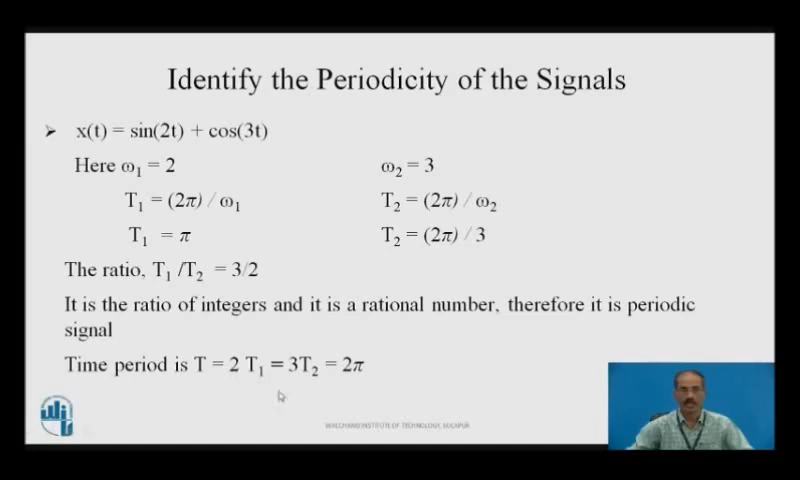 Identify the Periodicity of the Signals
➤ x(t) = sin(2t) + cos(3t)
Here ω₁ = 2 ω₂ = 3
T₁ = (2π) / ω₁ T₂ = (2π) / ω₂
T₁ = π T₂ = (2π) / 3
The ratio, T₁ /T₂ = 3/2
It is the ratio of integers and it is a rational number, therefore it is periodic
signal
Time period is T = 2 T₁ = 3T₂ = 2π
WALCHAND INSTITUTE OF TECHNOLOGY, SOLAPUR